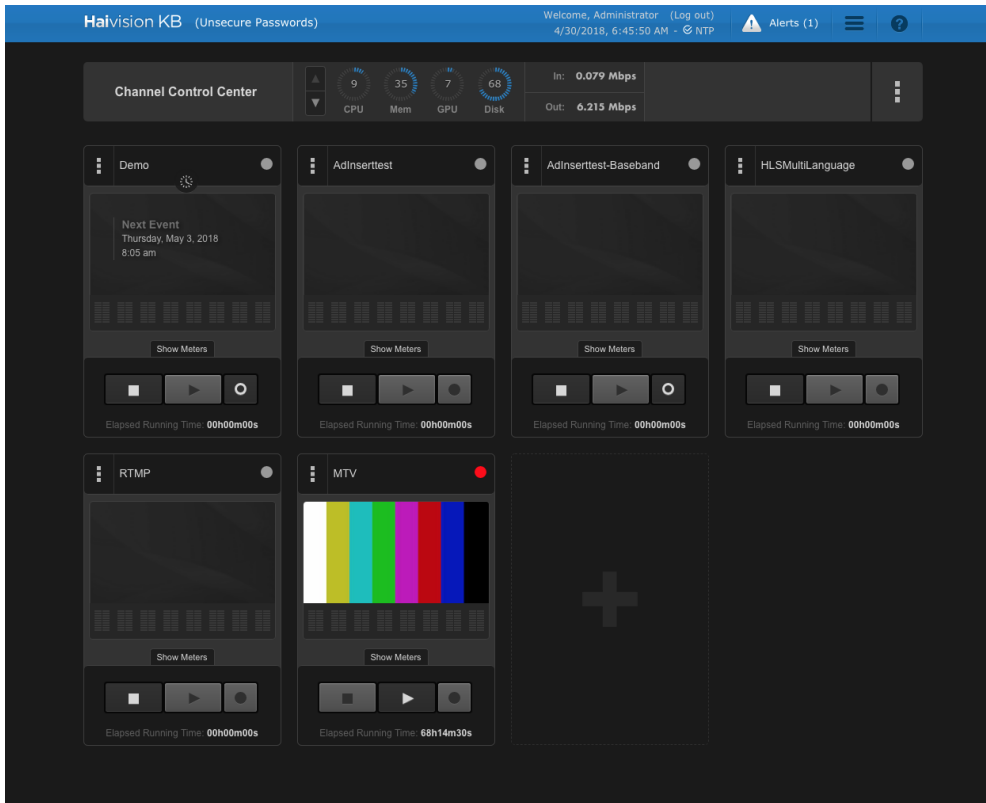 Haivision KB (Unsecure Passwords)
Welcome, Administrator (Log out)
4/30/2018, 6:45:50 AM - NTP
Alerts (1)
?
Channel Control Center
9
35
7
68
CPU
Mem
GPU
Disk
In: 0.079 Mbps
Out: 6.215 Mbps
Demo
AdInserttest
AdInserttest-Baseband
HLSMultiLanguage
Next Event
Thursday, May 3, 2018
8:05 am
Show Meters
Show Meters
Show Meters
Show Meters
Elapsed Running Time: 00h00m00s
Elapsed Running Time: 00h00m00s
Elapsed Running Time: 00h00m00s
Elapsed Running Time: 00h00m00s
RTMP
MTV
Show Meters
Show Meters
Elapsed Running Time: 00h00m00s
Elapsed Running Time: 68h14m30s